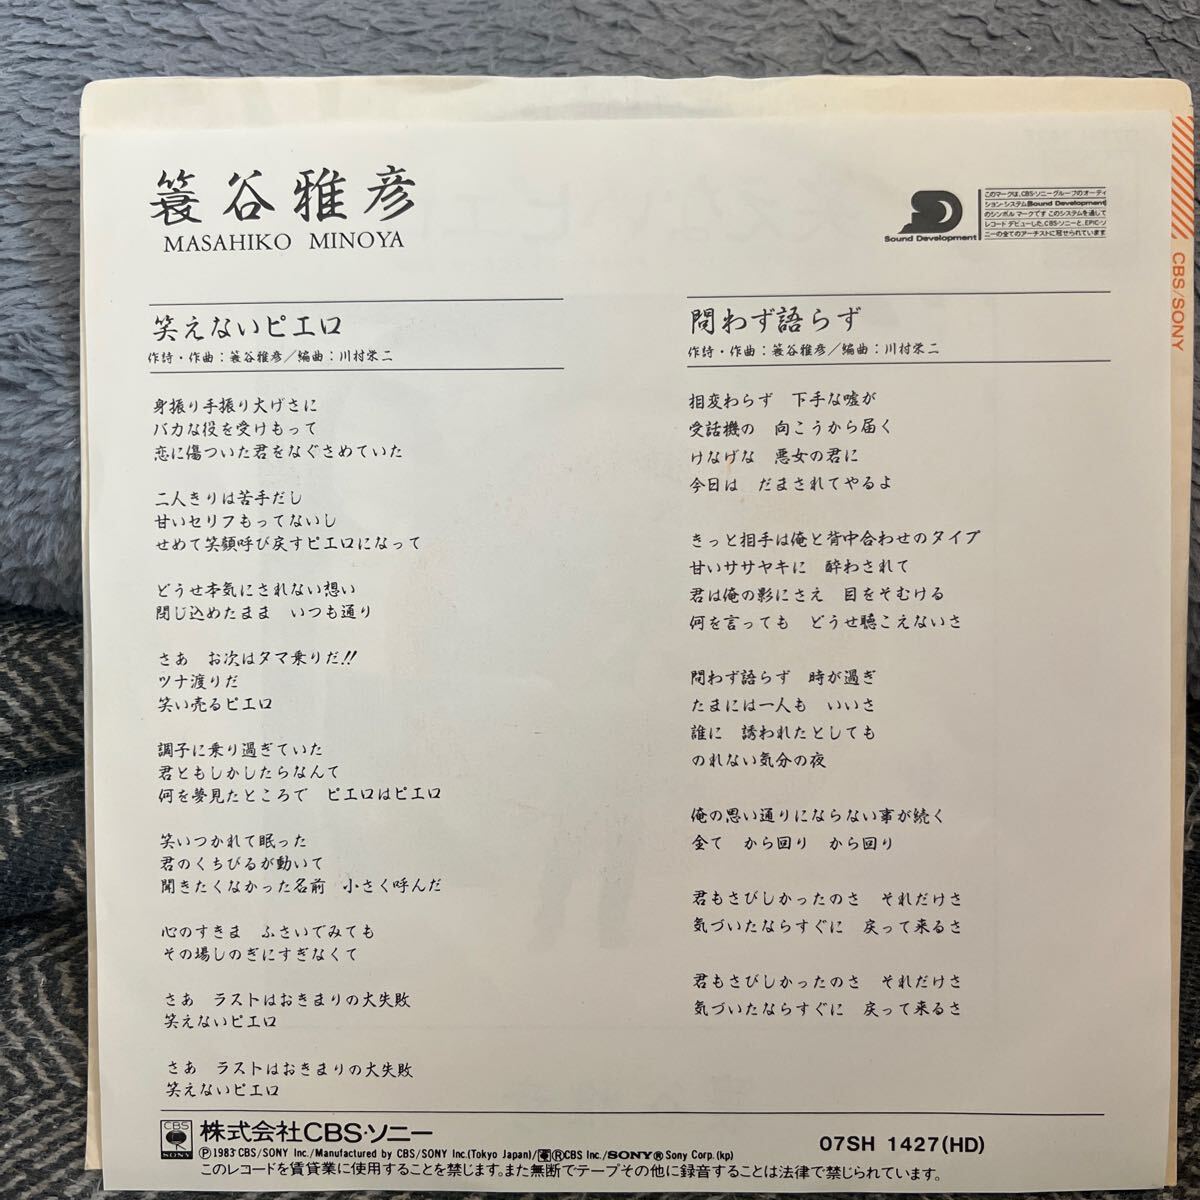 簑谷雅彦
MASAHIKO MINOYA
Sound Development
このマークは、CBS・ソニーグループのオーディ
ション・システム(Sound Development)
のシンボルマークです このシステムを通して
レコードデビューした、CBS・ソニーと、EPIC・ソ
ニーの全てのアーチストに冠せられています
CBS/SONY
笑えないピエロ
作詩・作曲：簑谷雅彦／編曲：川村栄二
身振り手振り大げさに
バカな役を受けもって
恋に傷ついた君をなぐさめていた
二人きりは苦手だし
甘いセリフもってないし
せめて笑顔呼び戻すピエロになって
どうせ本気にされない想い
閉じ込めたまま　いつも通り
さあ　お次はタマ乗りだ!!
ツナ渡りだ
笑い売るピエロ
調子に乗り過ぎていた
君ともしかしたらなんて
何を夢見たところで　ピエロはピエロ
笑いつかれて眠った
君のくちびるが動いて
聞きたくなかった名前　小さく呼んだ
心のすきま　ふさいでみても
その場しのぎにすぎなくて
さあ　ラストはおきまりの大失敗
笑えないピエロ
さあ　ラストはおきまりの大失敗
笑えないピエロ
問わず語らず
作詩・作曲：簑谷雅彦／編曲：川村栄二
相変わらず　下手な嘘が
受話機の　向こうから届く
けなげな　悪女の君に
今日は　だまされてやるよ
きっと相手は俺と背中合わせのタイプ
甘いササヤキに　酔わされて
君は俺の影にさえ　目をそむける
何を言っても　どうせ聴こえないさ
問わず語らず　時が過ぎ
たまには一人も　いいさ
誰に　誘われたとしても
のれない気分の夜
俺の思い通りにならない事が続く
全て　から回り　から回り
君もさびしかったのさ　それだけさ
気づいたならすぐに　戻って来るさ
君もさびしかったのさ　それだけさ
気づいたならすぐに　戻って来るさ
CBS
SONY
株式会社CBS・ソニー
Ⓟ1983 CBS/SONY Inc./Manufactured by CBS/SONY Inc.(Tokyo Japan)/®CBS Inc./SONY® Sony Corp.(kp)
07SH 1427(HD)
このレコードを賃貸業に使用することを禁じます。また無断でテープその他に録音することは法律で禁じられています。